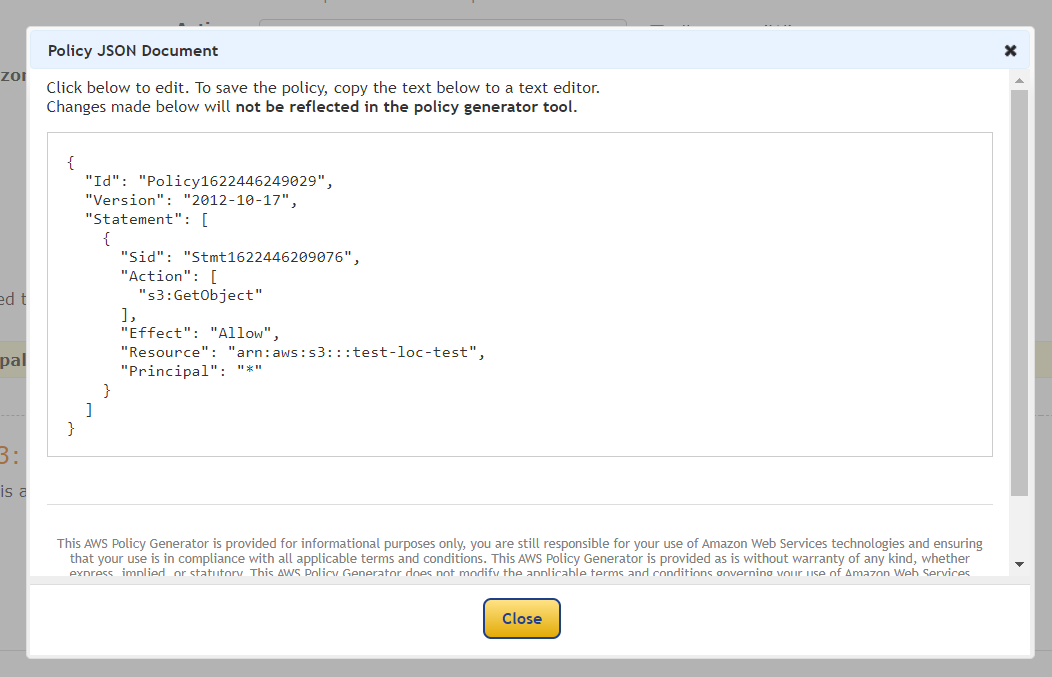 Policy JSON Document
Click below to edit. To save the policy, copy the text below to a text editor.
Changes made below will not be reflected in the policy generator tool.
{
"Id": "Policy1622446249029",
"Version": "2012-10-17",
"Statement": [
{
"Sid": "Stmt1622446209076",
"Action": [
"s3:GetObject"
],
"Effect": "Allow",
"Resource": "arn:aws:s3:::test-loc-test",
"Principal": "*"
}
]
}
This AWS Policy Generator is provided for informational purposes only, you are still responsible for your use of Amazon Web Services technologies and ensuring
that your use is in compliance with all applicable terms and conditions. This AWS Policy Generator is provided as is without warranty of any kind, whether
express, implied, or statutory. This AWS Policy Generator does not modify the applicable terms and conditions governing your use of Amazon Web Services
Close